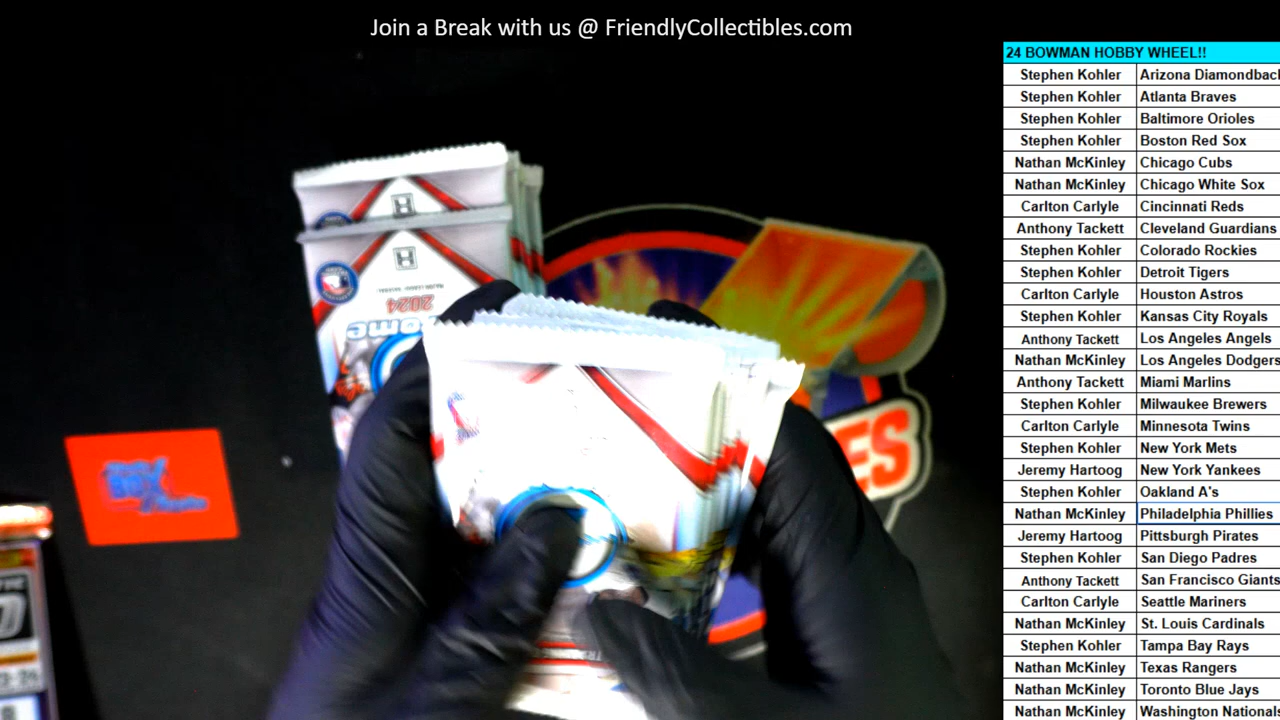 Join a Break with us @ FriendlyCollectibles.com
24 BOWMAN HOBBY WHEEL!!
Stephen Kohler Arizona Diamondback
Stephen Kohler Atlanta Braves
Stephen Kohler Baltimore Orioles
Stephen Kohler Boston Red Sox
Nathan McKinley Chicago Cubs
Nathan McKinley Chicago White Sox
Carlton Carlyle Cincinnati Reds
Anthony Tackett Cleveland Guardians
Stephen Kohler Colorado Rockies
Stephen Kohler Detroit Tigers
Carlton Carlyle Houston Astros
Stephen Kohler Kansas City Royals
Anthony Tackett Los Angeles Angels
Nathan McKinley Los Angeles Dodgers
Anthony Tackett Miami Marlins
Stephen Kohler Milwaukee Brewers
Carlton Carlyle Minnesota Twins
Stephen Kohler New York Mets
Jeremy Hartoog New York Yankees
Stephen Kohler Oakland A's
Nathan McKinley Philadelphia Phillies
Jeremy Hartoog Pittsburgh Pirates
Stephen Kohler San Diego Padres
Anthony Tackett San Francisco Giants
Carlton Carlyle Seattle Mariners
Nathan McKinley St. Louis Cardinals
Stephen Kohler Tampa Bay Rays
Nathan McKinley Texas Rangers
Nathan McKinley Toronto Blue Jays
Nathan McKinley Washington Nationals
H
H
2024
ES